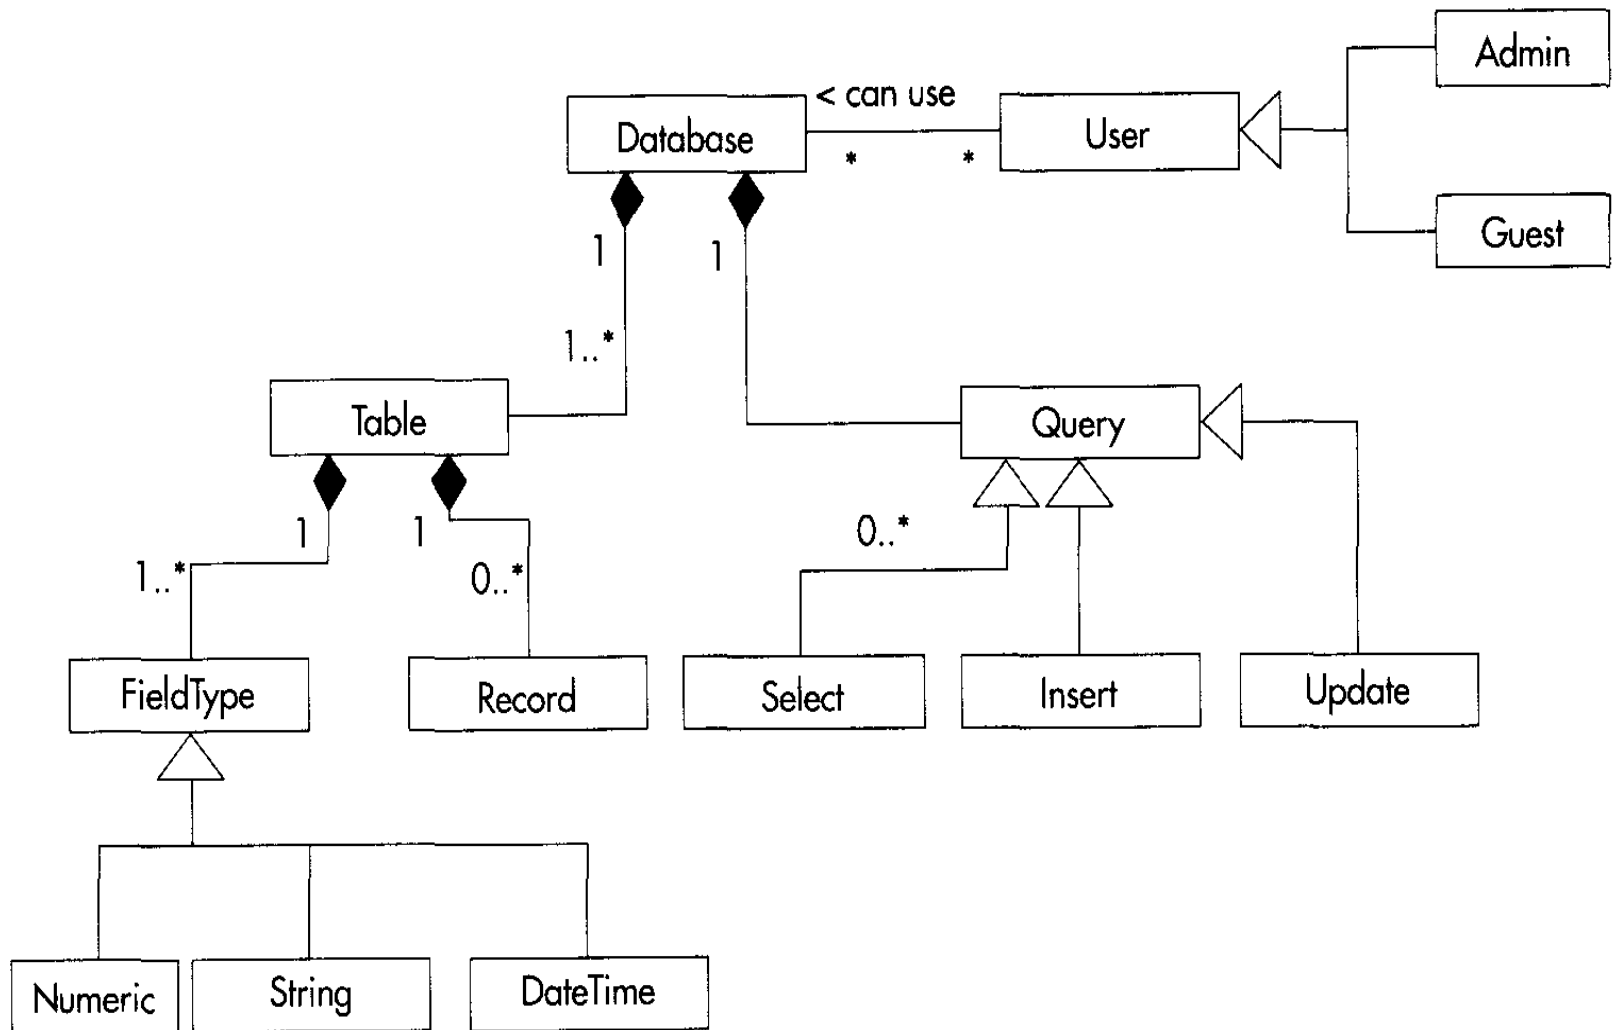 Admin
< can use
Database
User
*
*
Guest
1
1
1..*
Table
Query
1
1
0..*
1..*
0..*
FieldType
Record
Select
Insert
Update
Numeric
String
DateTime